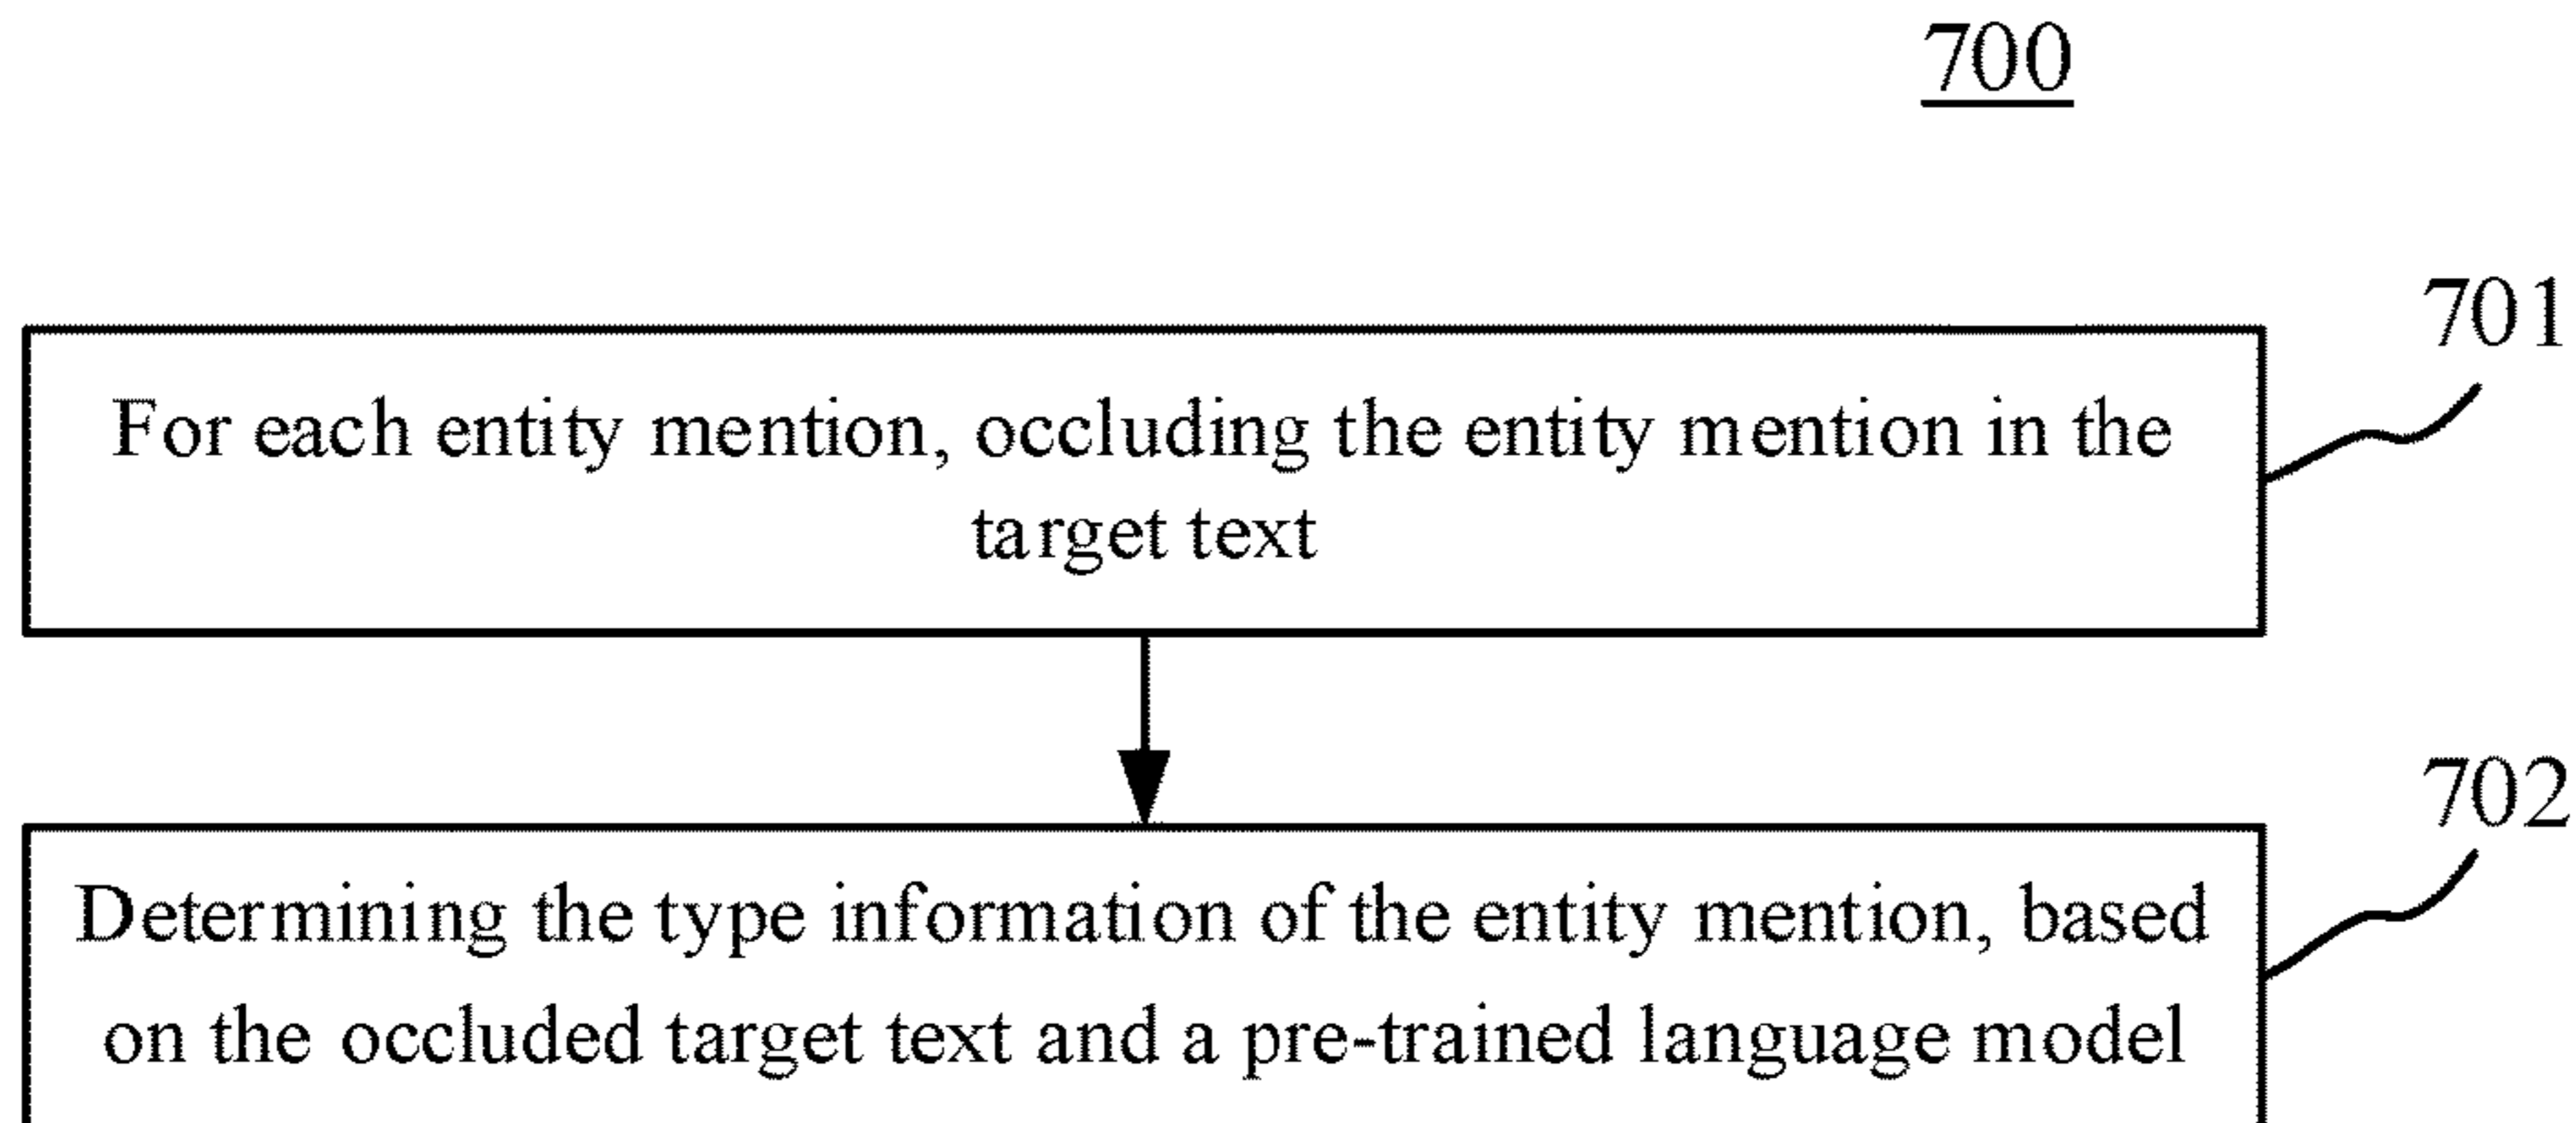 700
701
For each entity mention, occluding the entity mention in the
target text
702
Determining the type information of the entity mention, based
on the occluded target text and a pre-trained language model